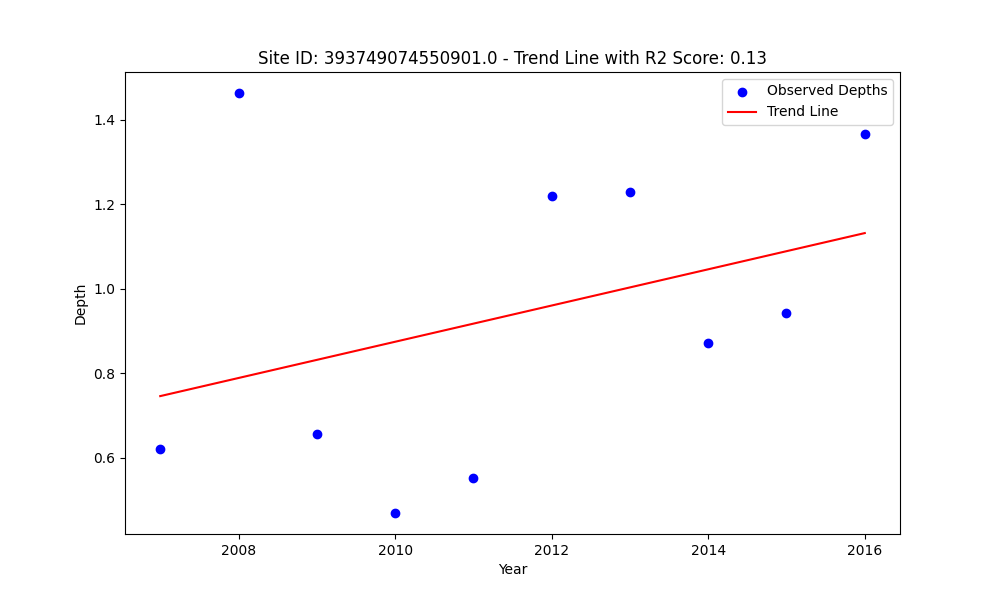 Site ID: 393749074550901.0 - Trend Line with R2 Score: 0.13
Observed Depths
Trend Line
1.4
1.2
1.0
0.8
0.6
Depth
2008
2010
2012
2014
2016
Year